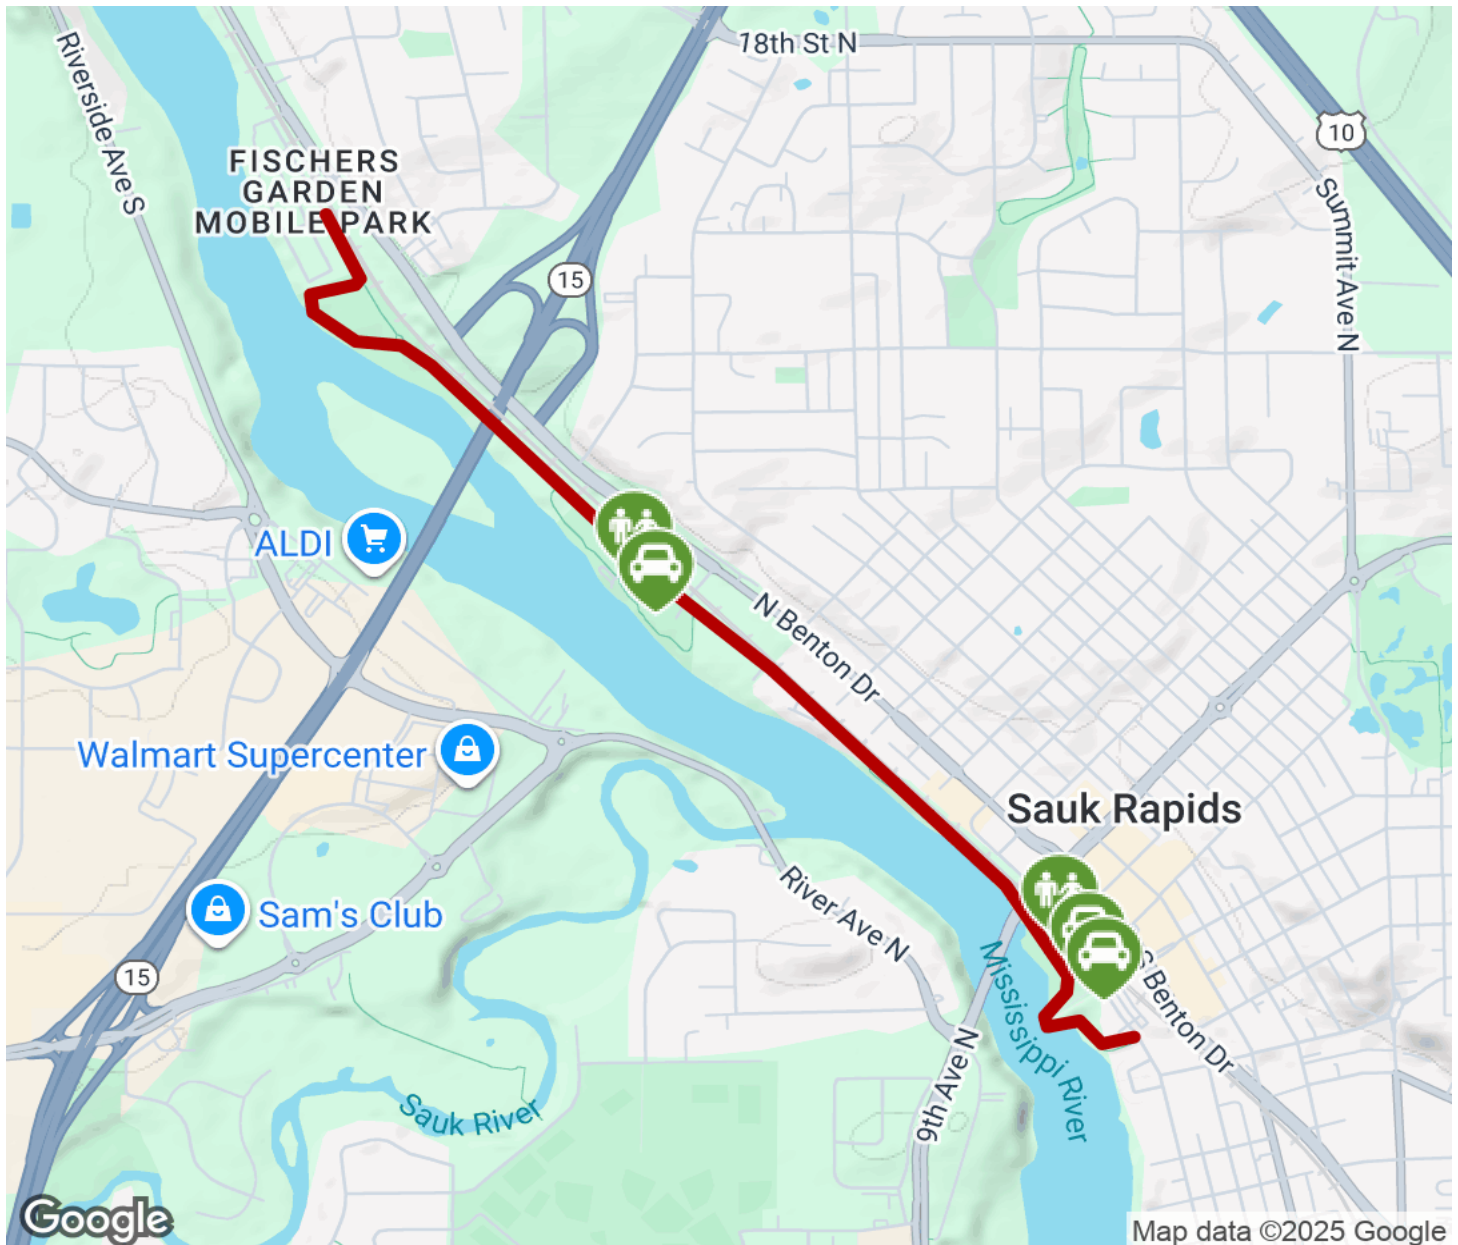 18th St N
Riverside Ave S
10
FISCHERS
GARDEN
MOBILE PARK
Summit Ave N
15
ALDI
N Benton Dr
Walmart Supercenter
Sauk Rapids
River Ave N
Sam's Club
15
Mississippi River
S Benton Dr
9th Ave N
Sauk River
Google
Map data ©2025 Google